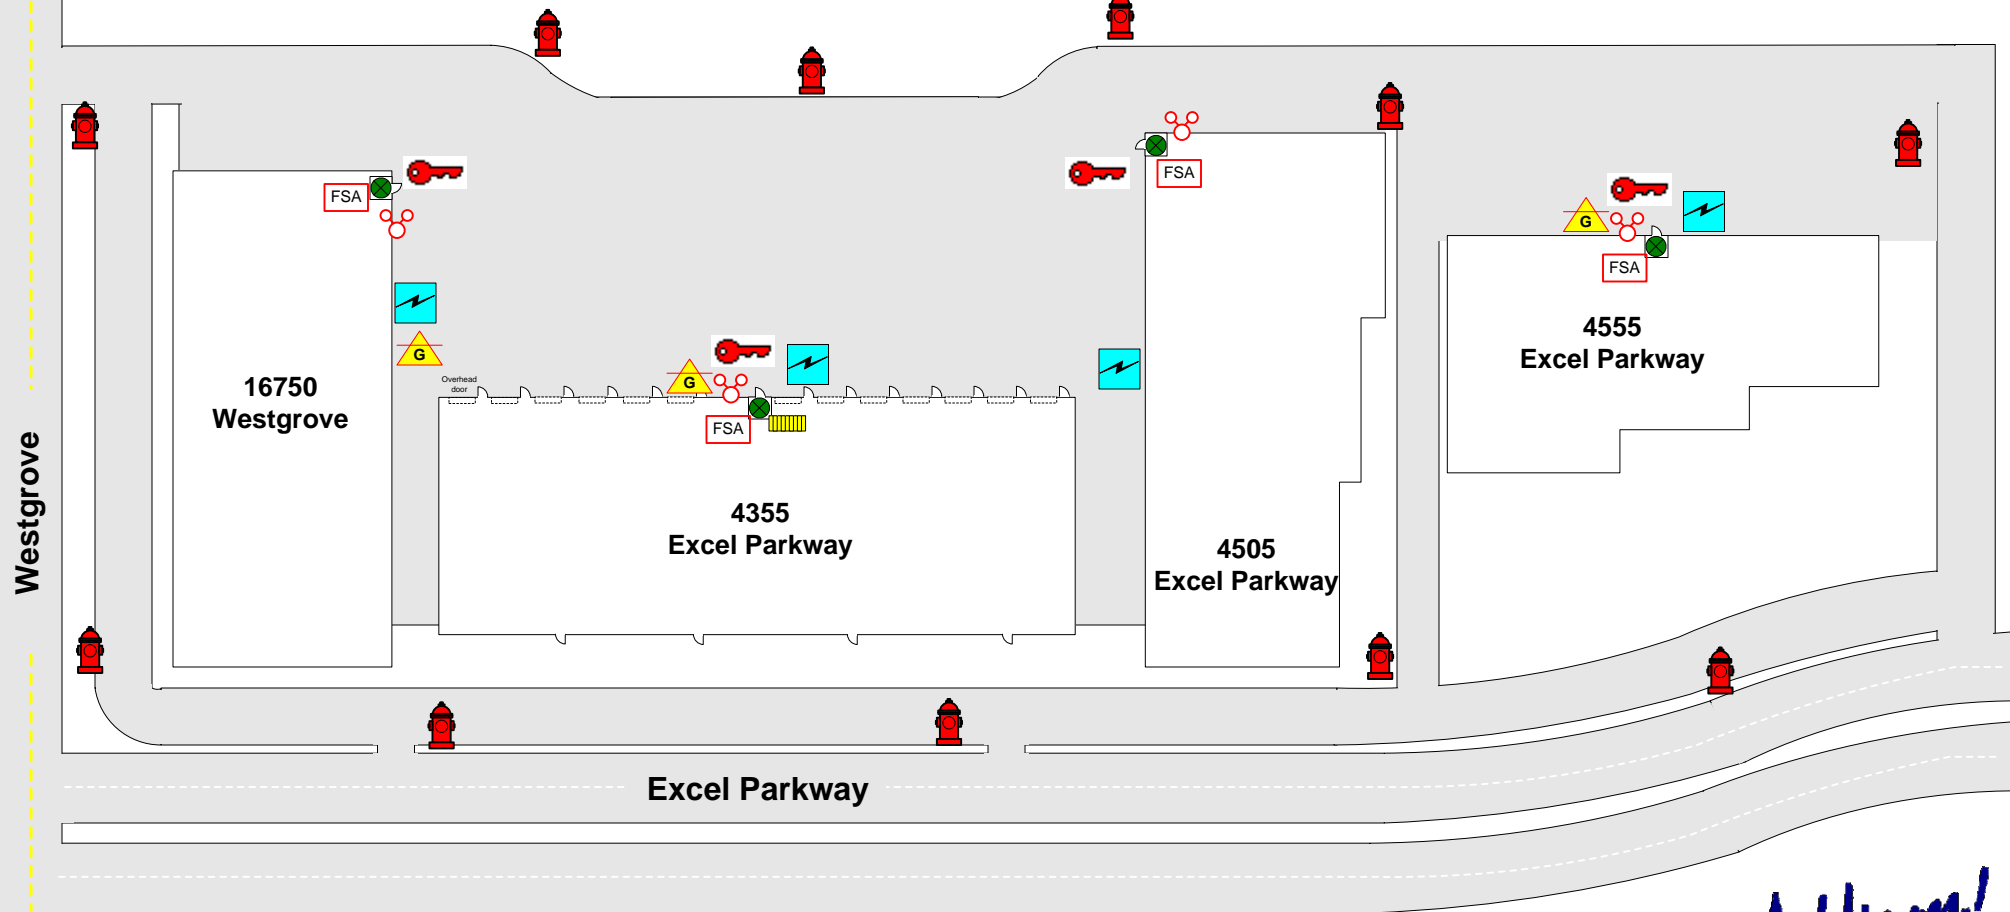 FSA
FSA
G
FSA
G
16750
Westgrove
Overhead
door
G
FSA
4555
Excel Parkway
4355
Excel Parkway
4505
Excel Parkway
Westgrove
Excel Parkway